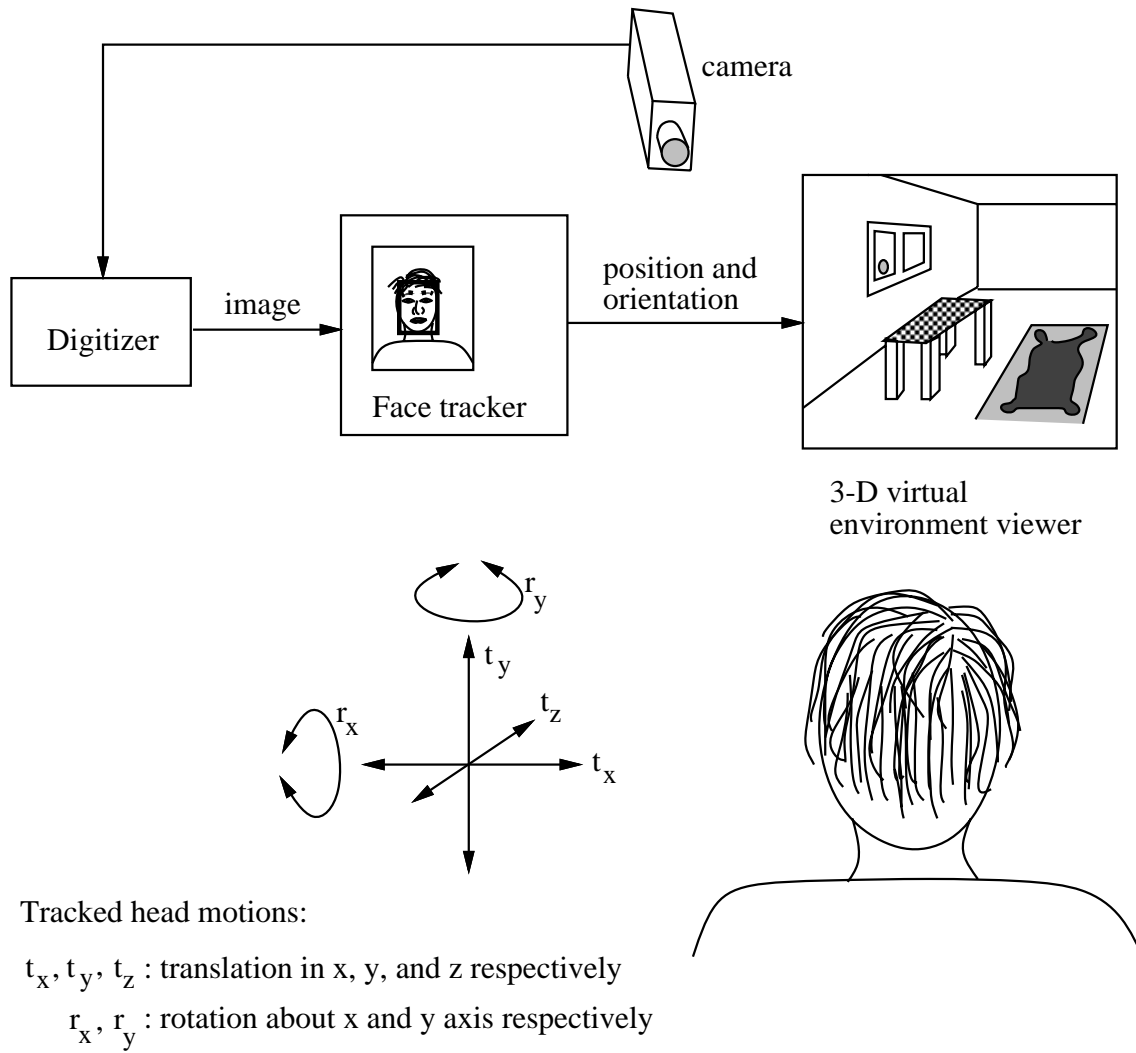 camera
Digitizer
image
Face tracker
position and
orientation
3-D virtual
environment viewer
r_y
t_y
t_z
r_x
t_x
Tracked head motions:
t_x, t_y, t_z : translation in x, y, and z respectively
r_x, r_y : rotation about x and y axis respectively